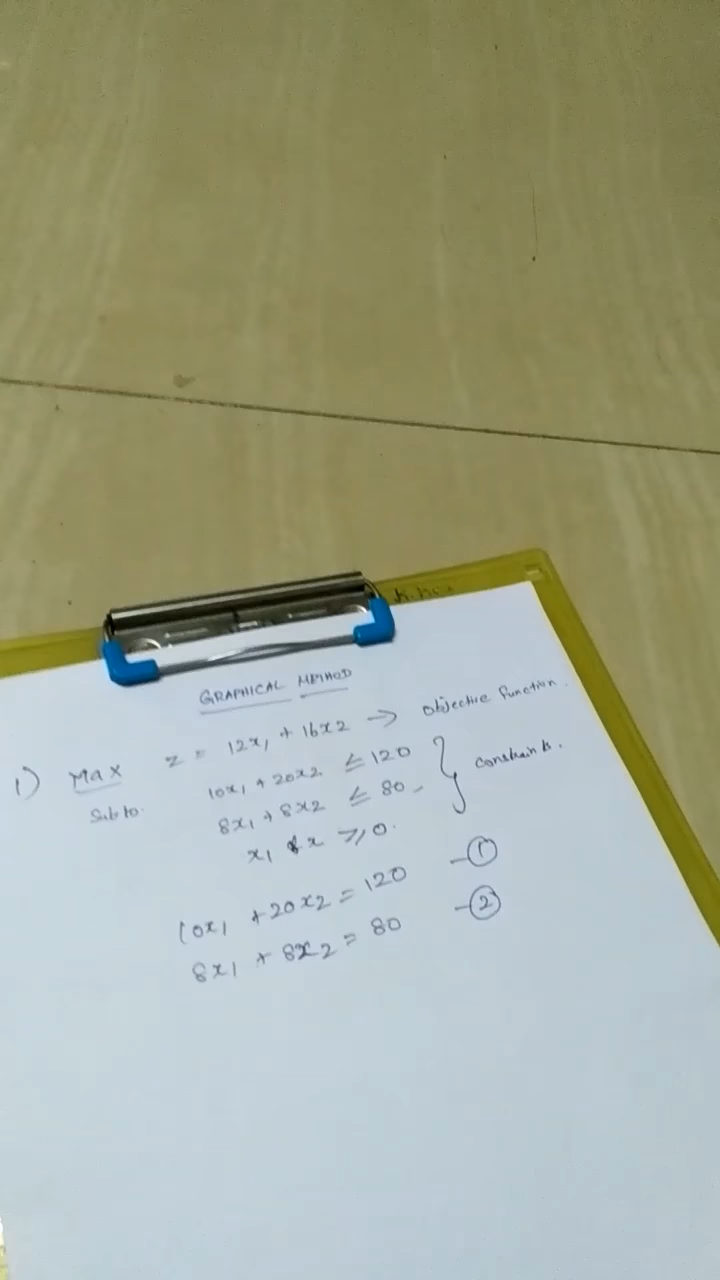 GRAPHICAL METHOD
1) Max z = 12x1 + 16x2 → Objective function.
Sub to. 10x1 + 20x2 ≤ 120
8x1 + 8x2 ≤ 80 } constraints.
x1 & x ≥ 0.
10x1 + 20x2 = 120 - ①
8x1 + 8x2 = 80 - ②